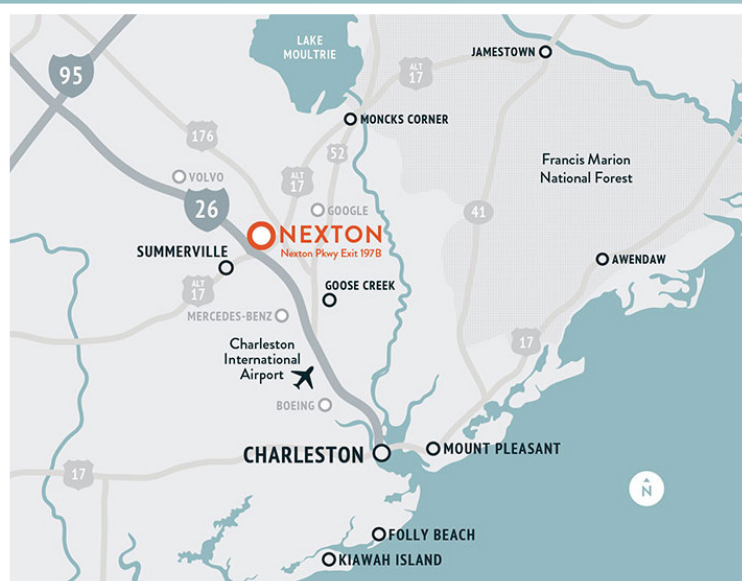 LAKE
MOULTRIE
JAMESTOWN
95
ALT
17
MONCKS CORNER
176
52
Francis Marion
National Forest
VOLVO
ALT
17
26
GOOGLE
41
NEXTON
Nexton Pkwy Exit 197B
SUMMERVILLE
AWENDAW
ALT
17
GOOSE CREEK
MERCEDES-BENZ
17
Charleston
International
Airport
BOEING
CHARLESTON
MOUNT PLEASANT
17
N
FOLLY BEACH
KIAWAH ISLAND